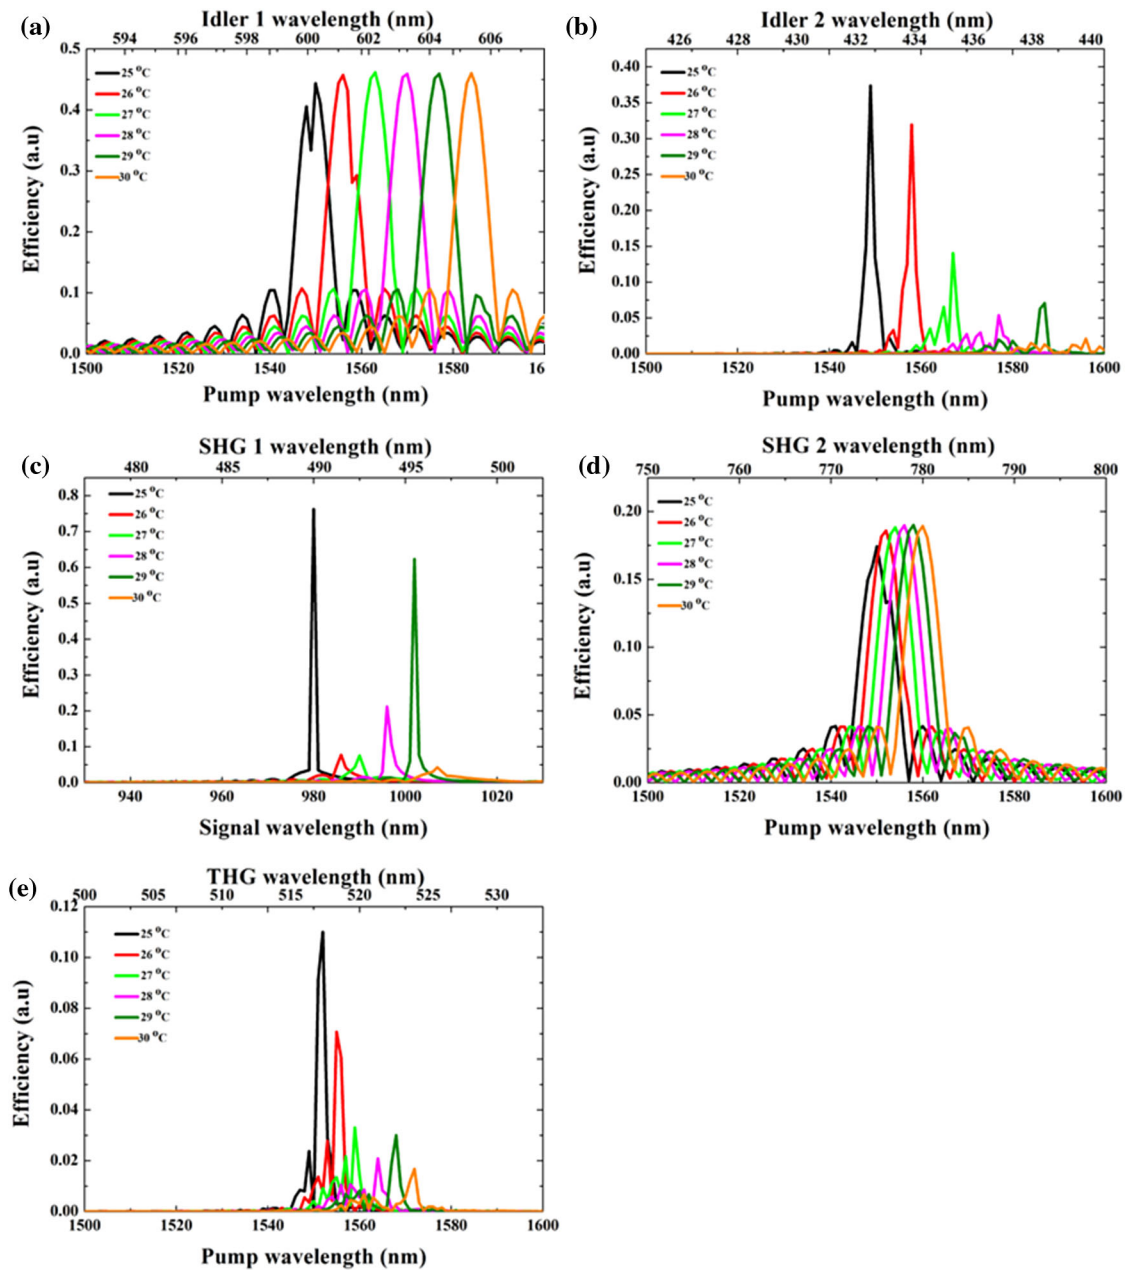 (a)
Idler 1 wavelength (nm)
594 596 598 600 602 604 606
0.5
0.4
0.3
0.2
0.1
0.0
Efficiency (a.u)
25 °C
26 °C
27 °C
28 °C
29 °C
30 °C
1500 1520 1540 1560 1580 16
Pump wavelength (nm)
(b)
Idler 2 wavelength (nm)
426 428 430 432 434 436 438 440
0.40
0.35
0.30
0.25
0.20
0.15
0.10
0.05
0.00
Efficiency (a.u)
25 °C
26 °C
27 °C
28 °C
29 °C
30 °C
1500 1520 1540 1560 1580 1600
Pump wavelength (nm)
(c)
SHG 1 wavelength (nm)
480 485 490 495 500
0.8
0.7
0.6
0.5
0.4
0.3
0.2
0.1
0.0
Efficiency (a.u)
25 °C
26 °C
27 °C
28 °C
29 °C
30 °C
940 960 980 1000 1020
Signal wavelength (nm)
(d)
SHG 2 wavelength (nm)
750 760 770 780 790 800
0.20
0.15
0.10
0.05
0.00
Efficiency (a.u)
25 °C
26 °C
27 °C
28 °C
29 °C
30 °C
1500 1520 1540 1560 1580 1600
Pump wavelength (nm)
(e)
THG wavelength (nm)
500 505 510 515 520 525 530
0.12
0.10
0.08
0.06
0.04
0.02
0.00
Efficiency (a.u)
25 °C
26 °C
27 °C
28 °C
29 °C
30 °C
1500 1520 1540 1560 1580 1600
Pump wavelength (nm)